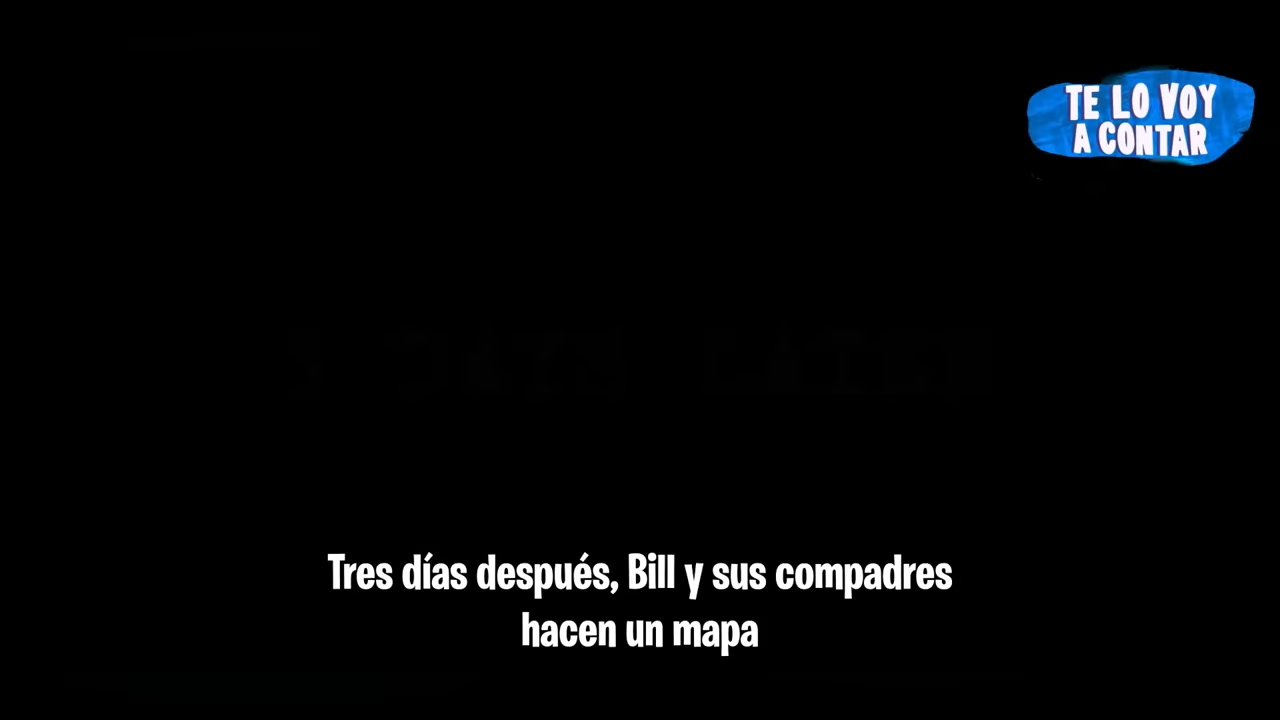 TE LO VOY
A CONTAR
Tres días después, Bill y sus compadres
hacen un mapa